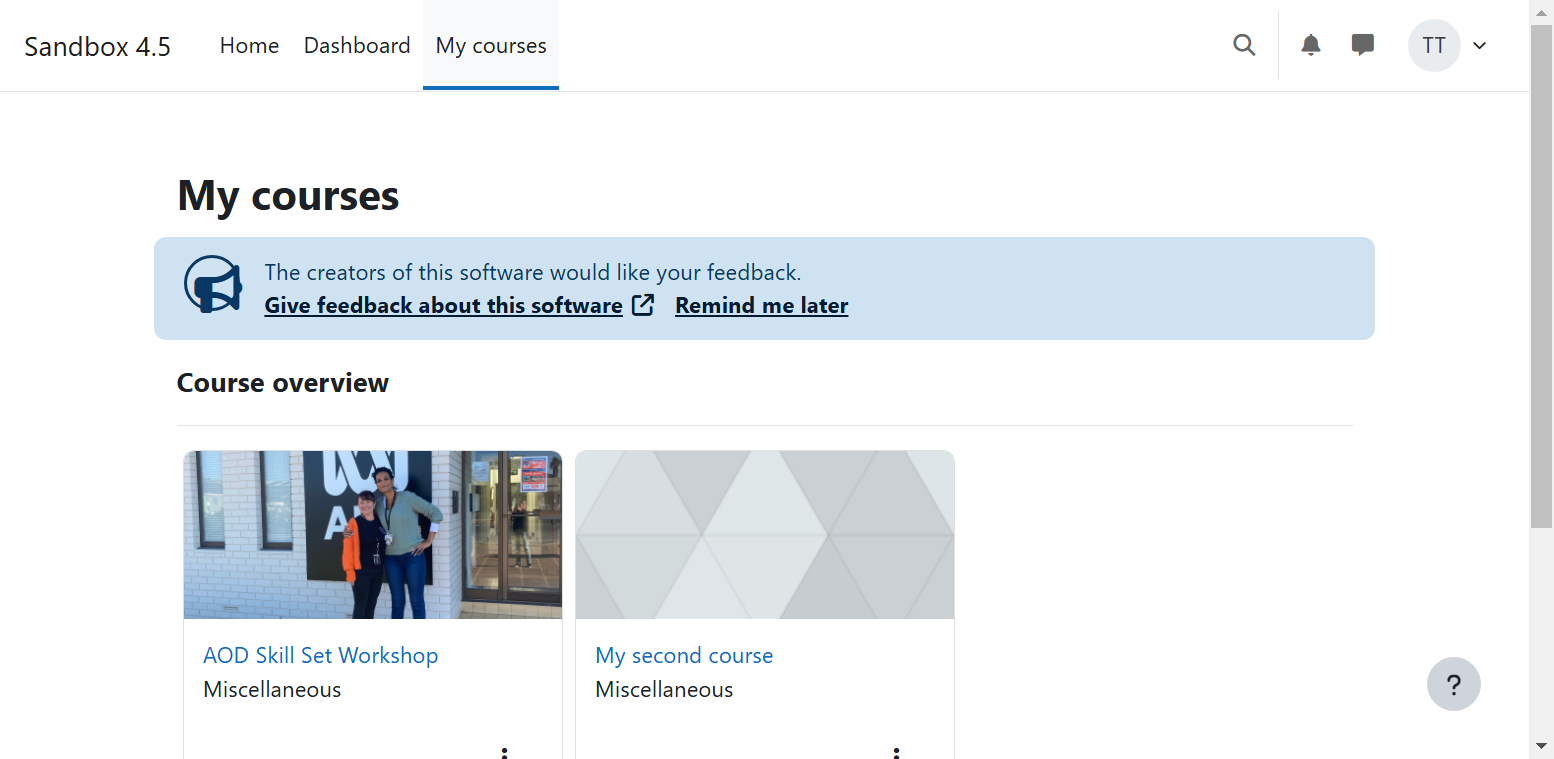 Sandbox 4.5 Home Dashboard My courses TT
My courses
The creators of this software would like your feedback.
Give feedback about this software Remind me later
Course overview
AOD Skill Set Workshop
Miscellaneous
My second course
Miscellaneous
?